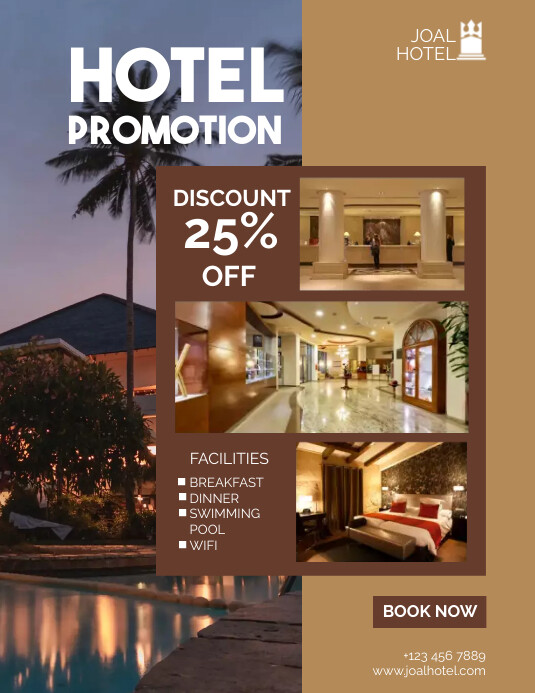 JOAL
HOTEL
HOTEL
PROMOTION
DISCOUNT
25%
OFF
FACILITIES
BREAKFAST
DINNER
SWIMMING
POOL
WIFI
BOOK NOW
+123 456 7889
www.joalhotel.com